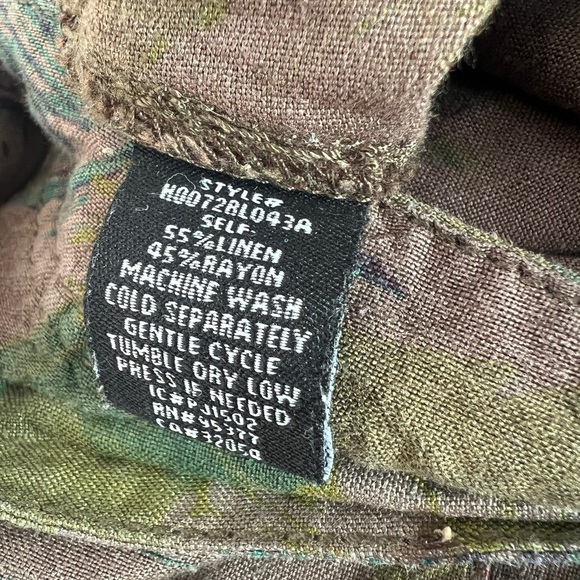 STYLE#
H00728L043A
SELF:
55%LINEN
45%RAYON
MACHINE WASH
COLD SEPARATELY
GENTLE CYCLE
TUMBLE DRY LOW
PRESS IF NEEDED
IC#PJ1502
RN#95377
CA#32059